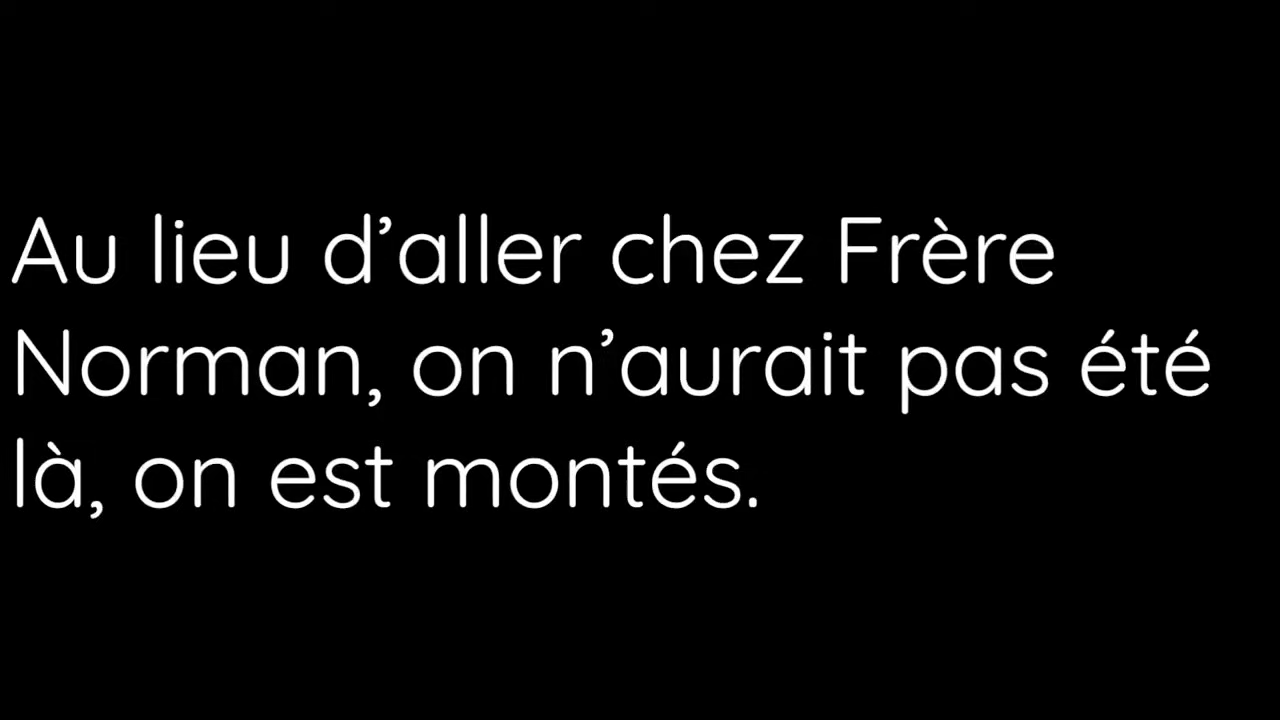 Au lieu d’aller chez Frère
Norman, on n’aurait pas été
là, on est montés.